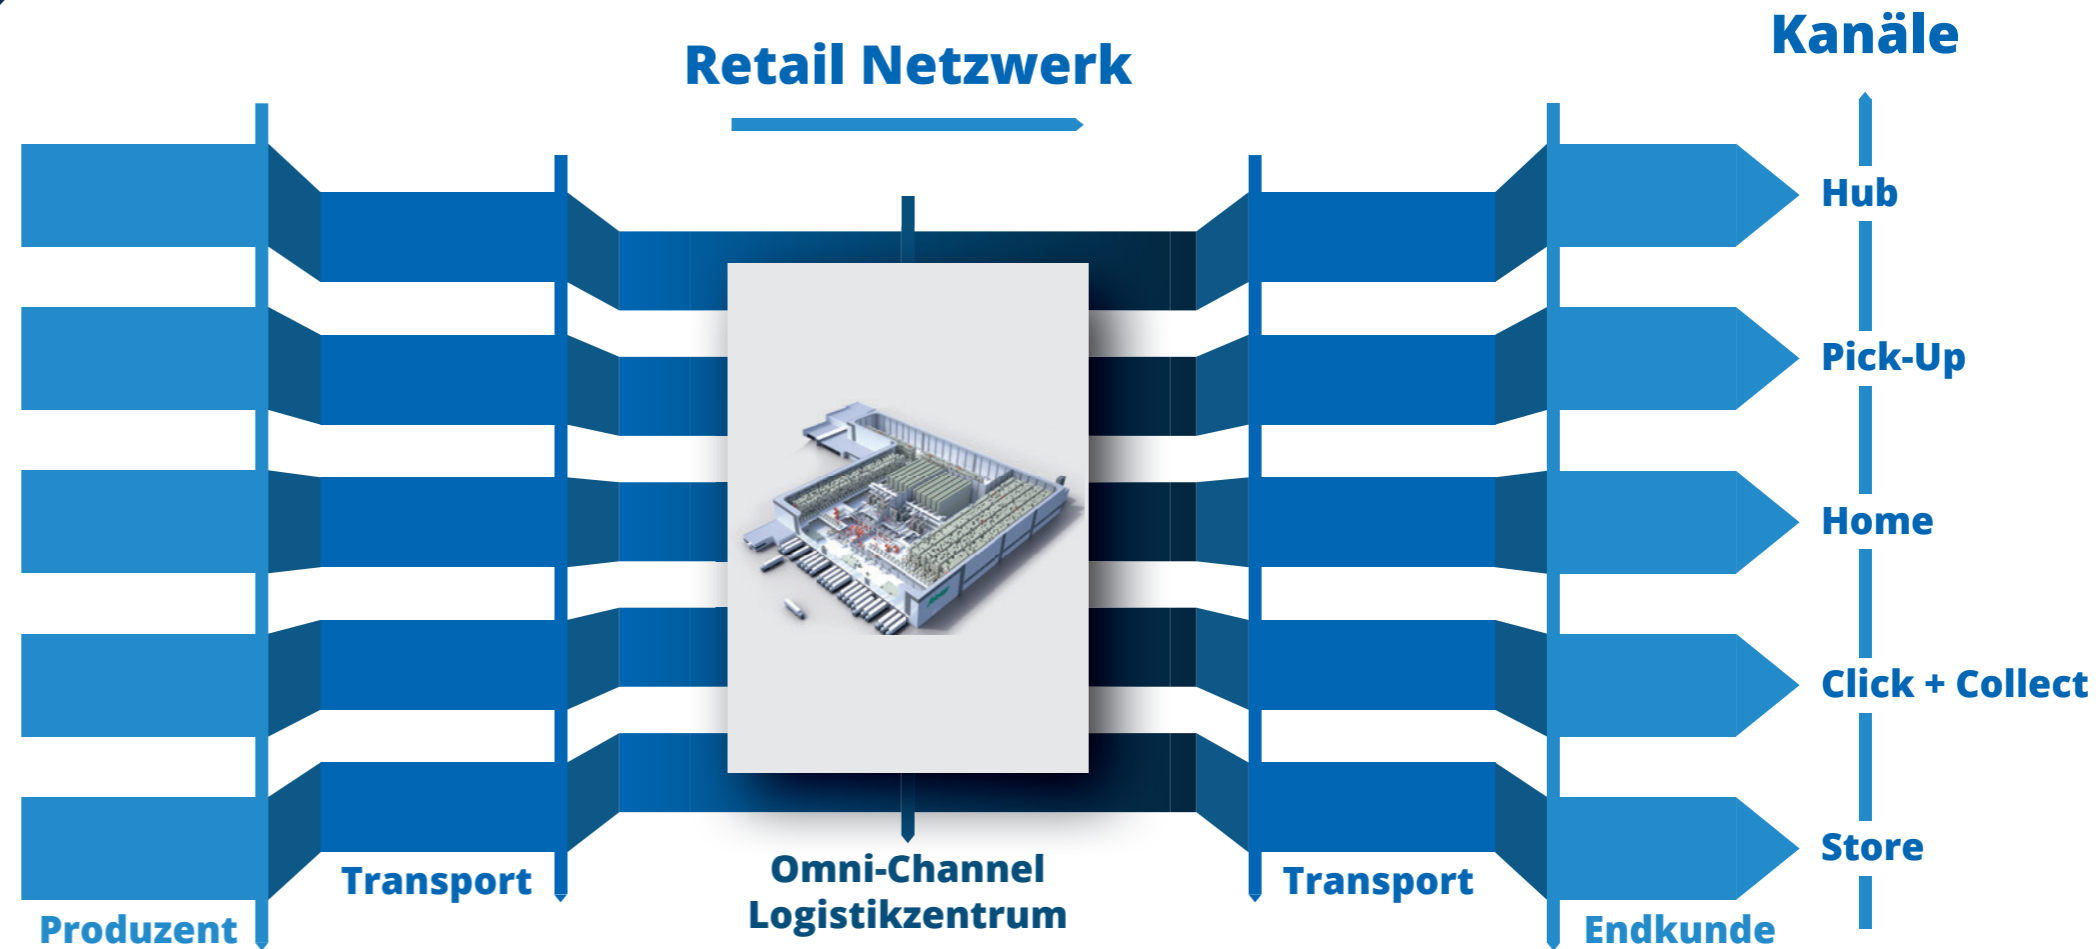 Retail Netzwerk
Kanäle
Hub
Pick-Up
Home
Click + Collect
Store
Produzent
Transport
Omni-Channel
Logistikzentrum
Transport
Endkunde